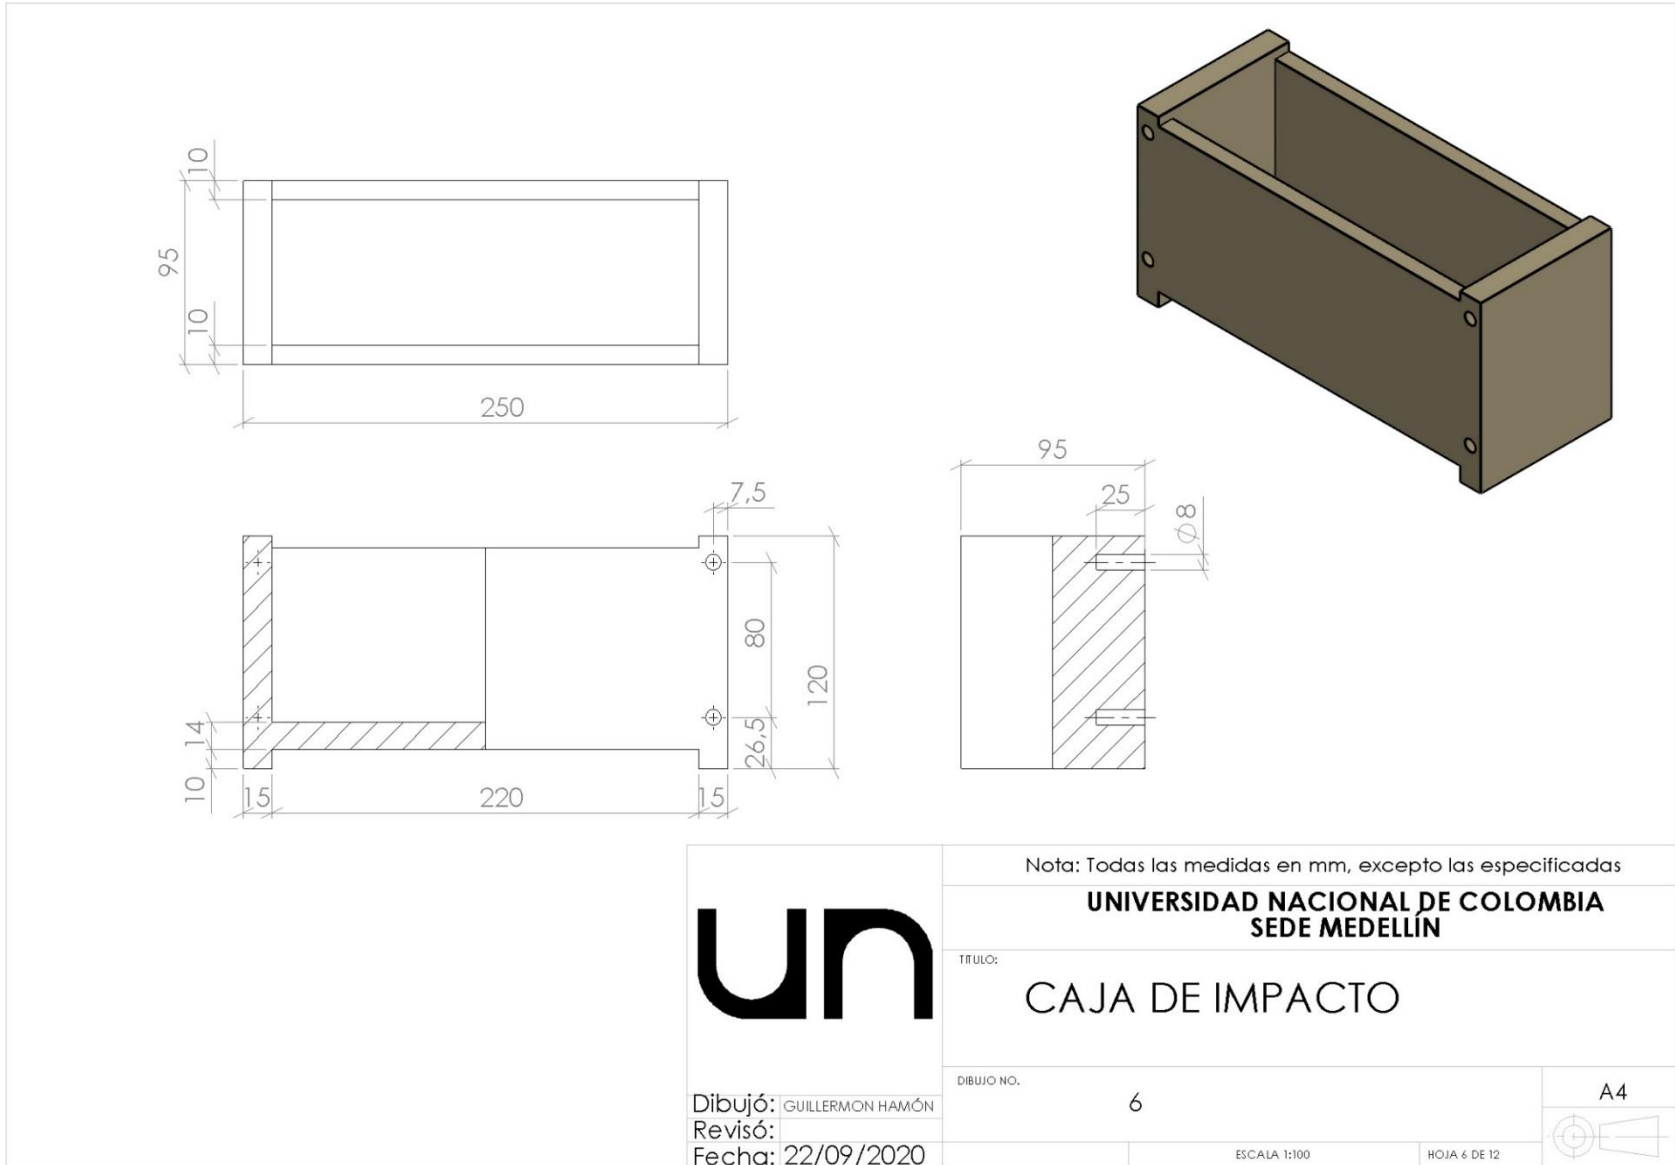 10
95
10
250
7,5
80
120
26,5
14
10
15
220
15
95
25
Ø8
Nota: Todas las medidas en mm, excepto las especificadas
UNIVERSIDAD NACIONAL DE COLOMBIA
SEDE MEDELLÍN
TITULO:
CAJA DE IMPACTO
un
DIBUJO NO.
6
A4
Dibujó: GUILLERMON HAMÓN
Revisó:
Fecha: 22/09/2020
ESCALA 1:100
HOJA 6 DE 12